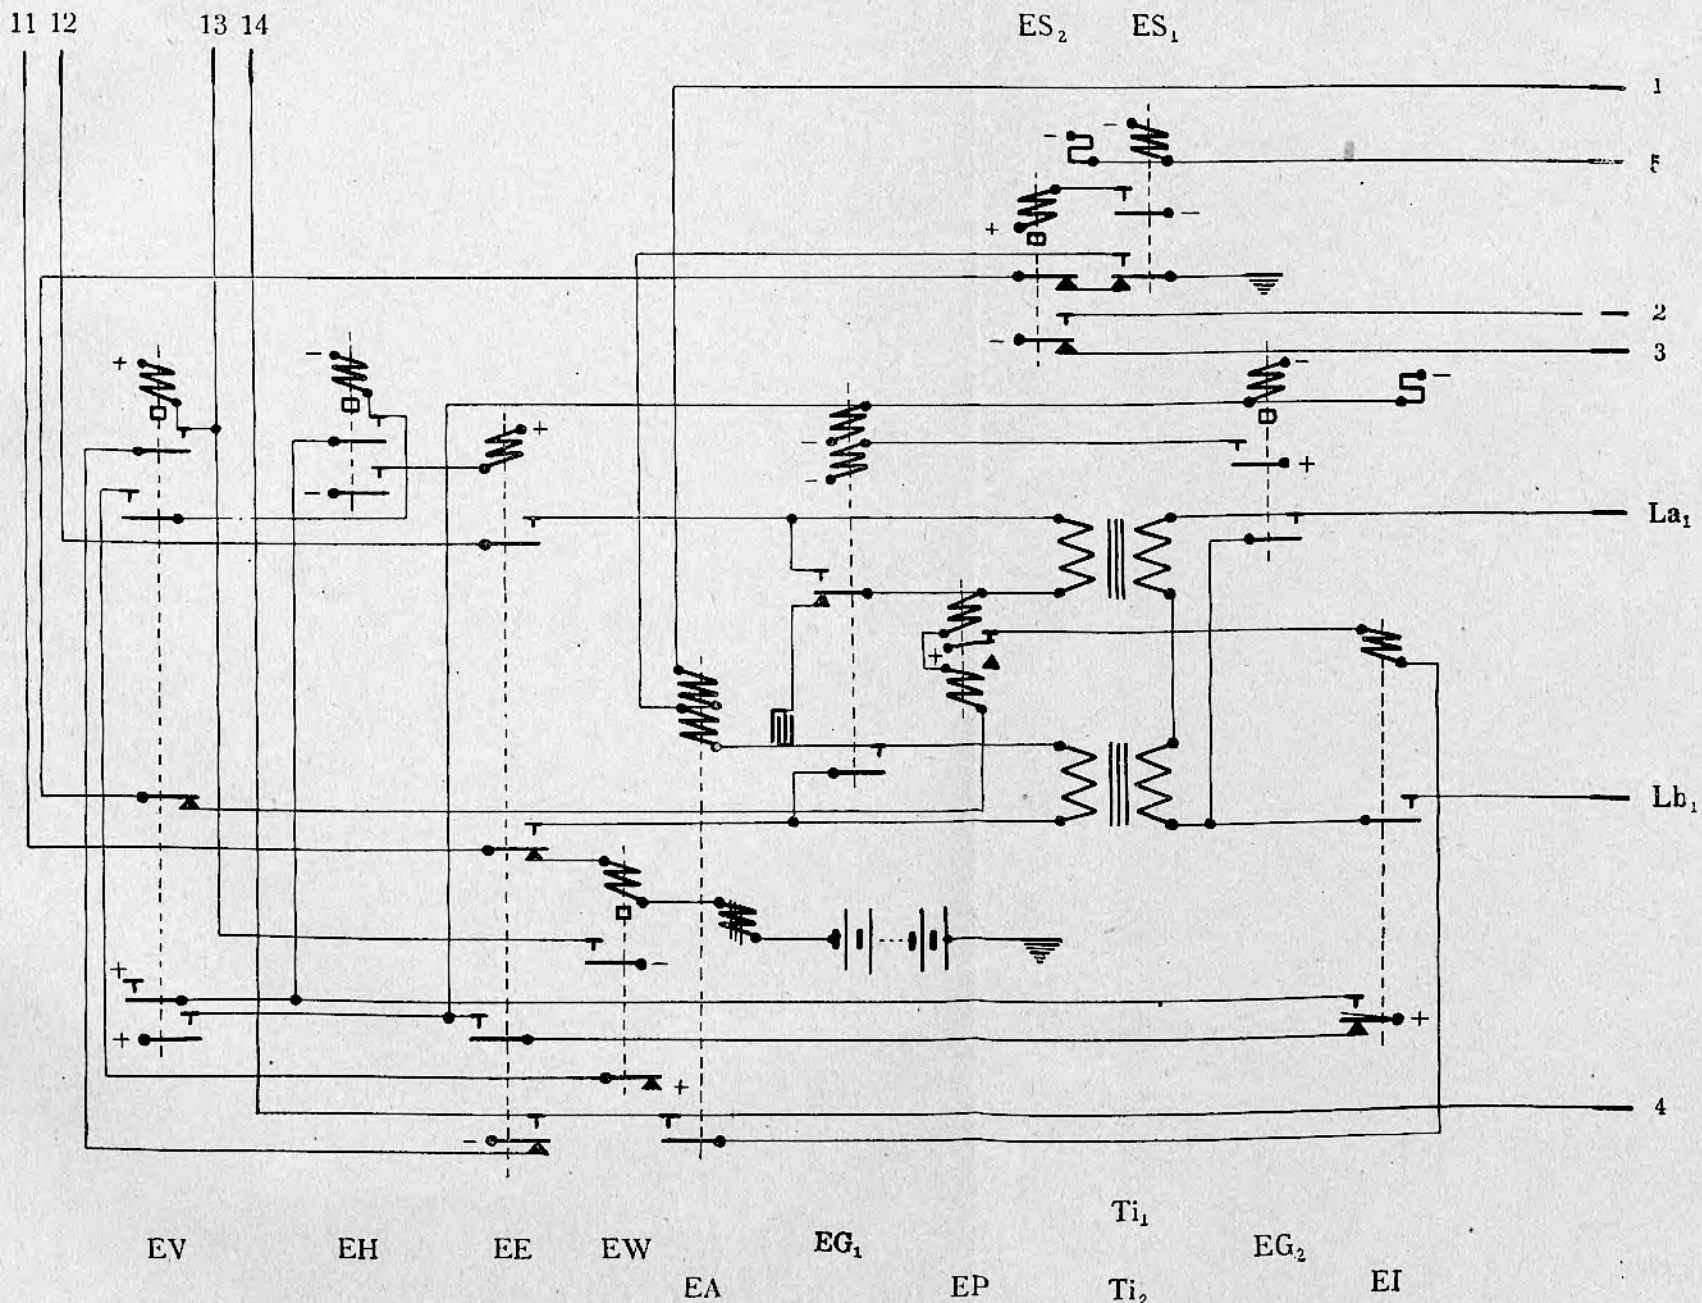 11 12 13 14 ES₂ ES₁
1
5
2
3
La₁
Lb₁
4
Ti₁
EV EH EE EW EG₁ EG₂
EA EP Ti₂ EI